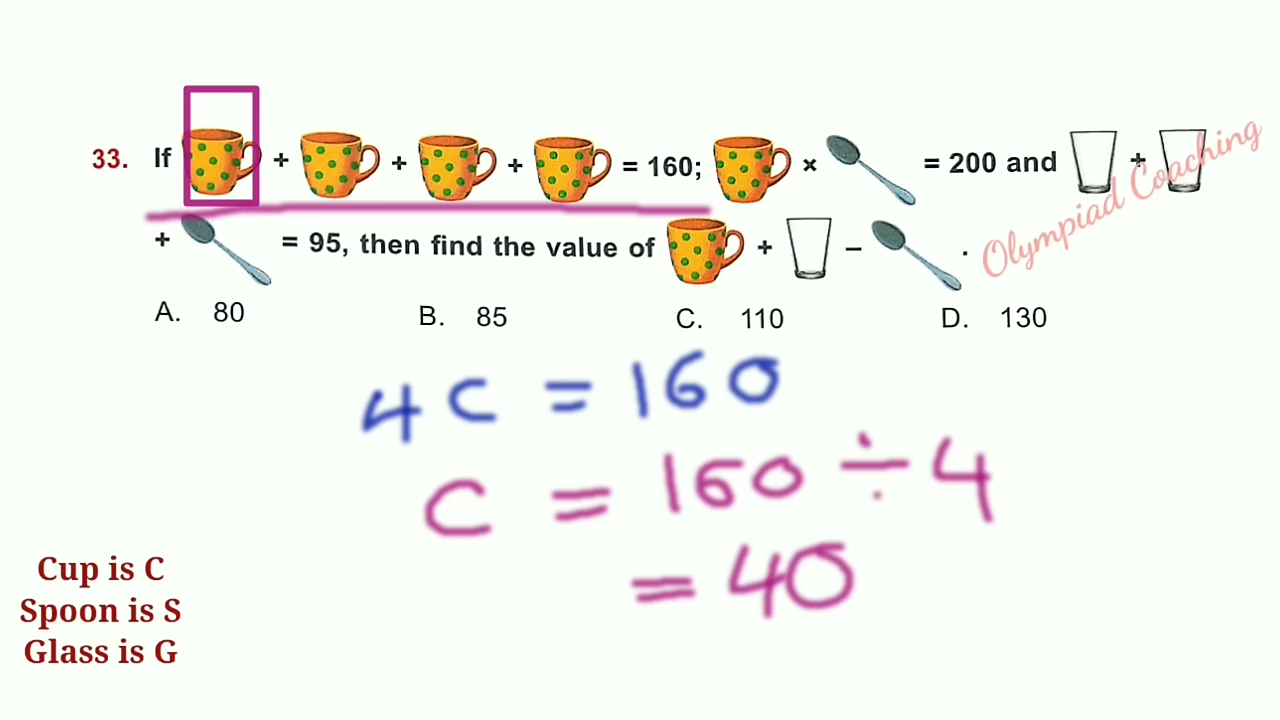 33. If + + + = 160; × = 200 and +
+ = 95, then find the value of + − .
Olympiad Coaching
A. 80 B. 85 C. 110 D. 130
4C = 160
C = 160 ÷ 4
= 40
Cup is C
Spoon is S
Glass is G